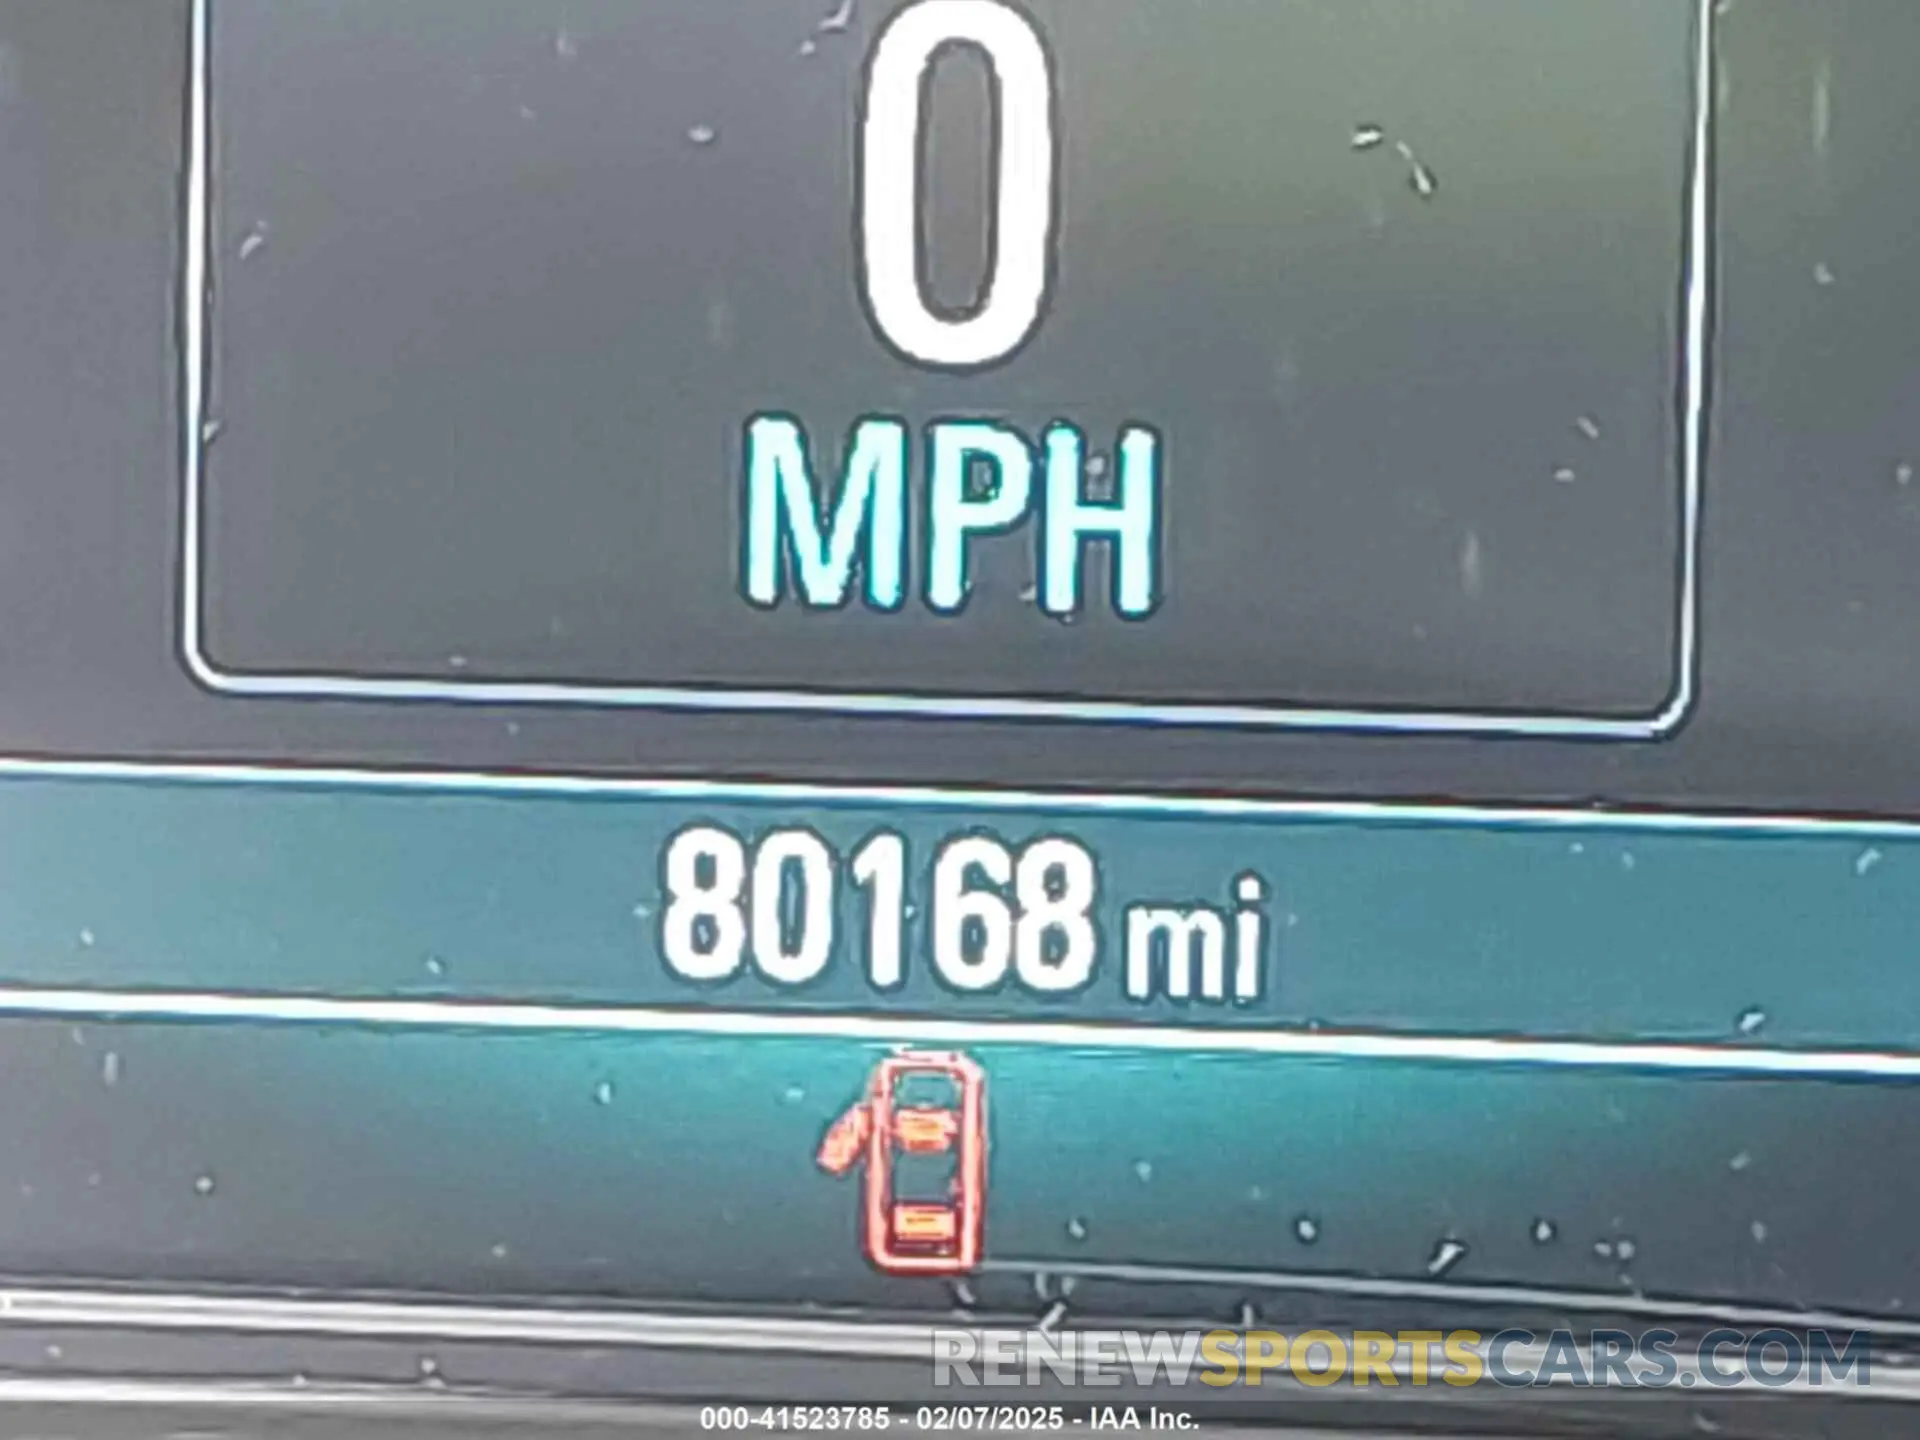 0
MPH
80168 mi
RENEWSPORTSCARS.COM
000-41523785 - 02/07/2025 - IAA Inc.